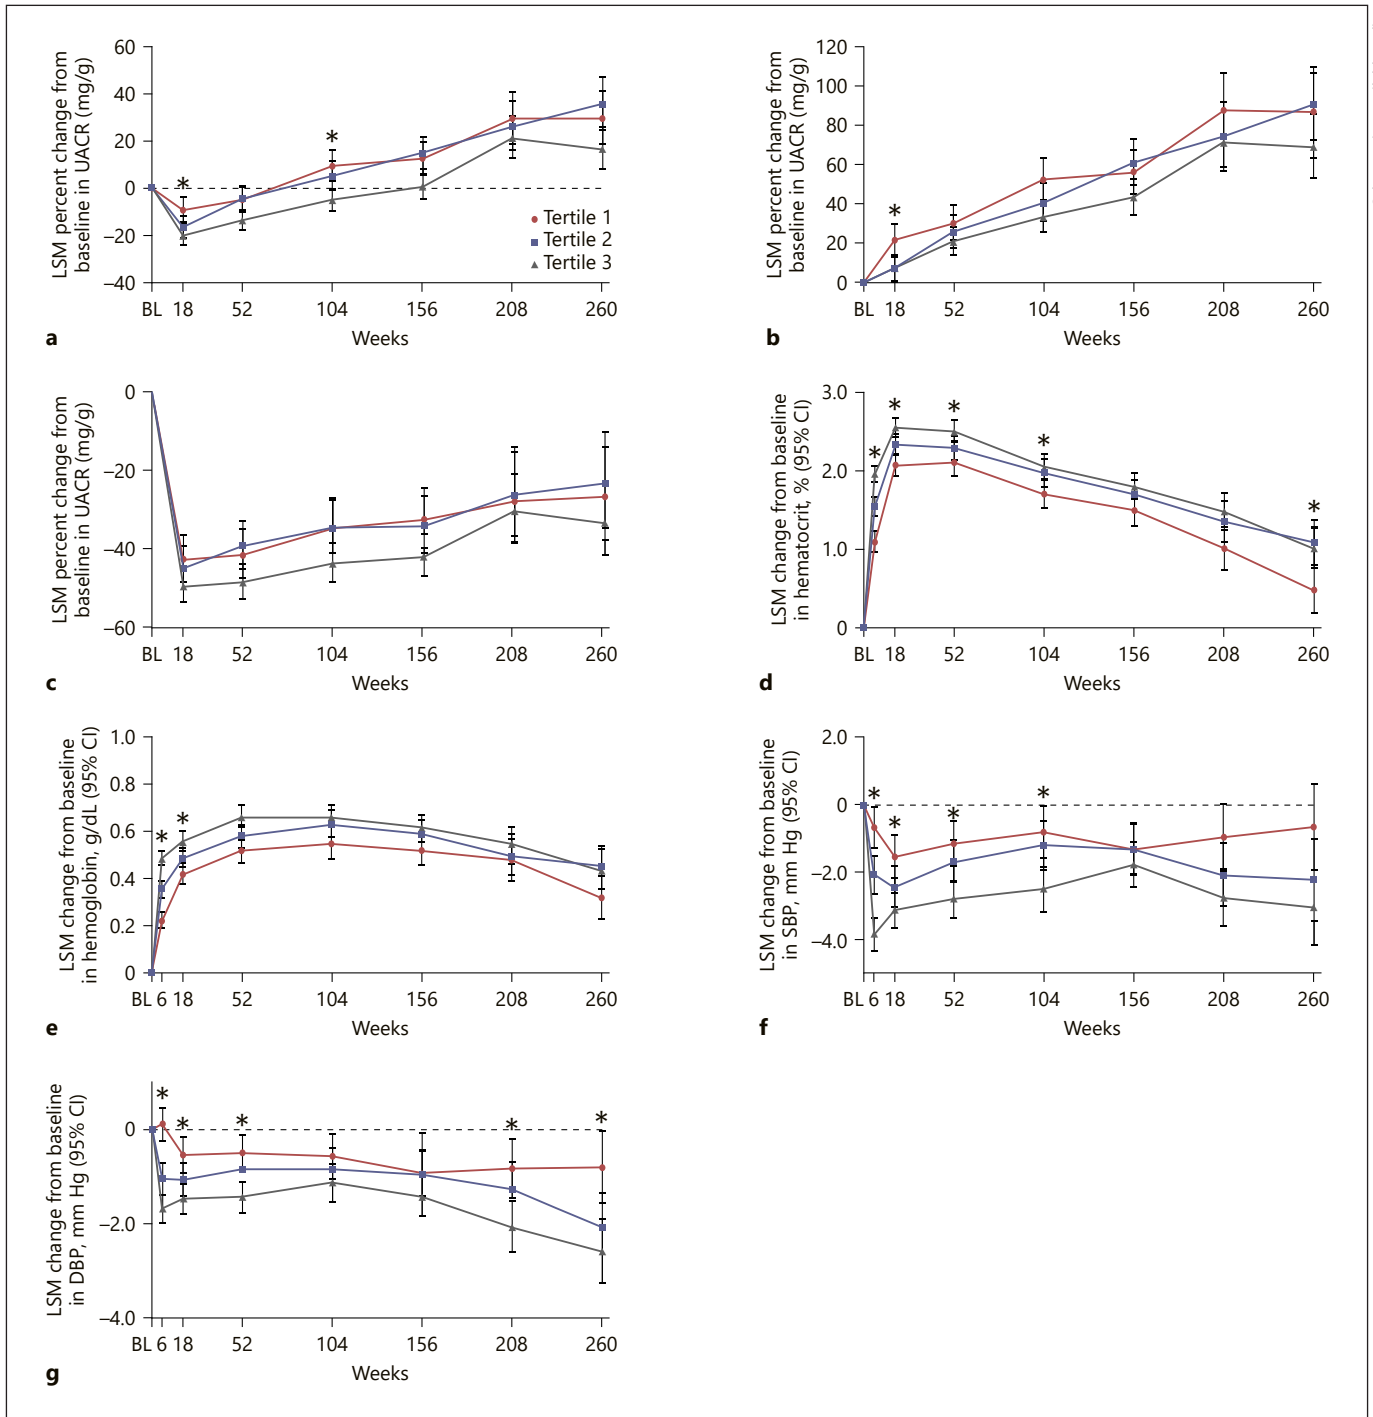 60
40
20
0
–20
–40
LSM percent change from
baseline in UACR (mg/g)
*
*
Tertile 1
Tertile 2
Tertile 3
BL 18 52 104 156 208 260
Weeks
a
120
100
80
60
40
20
0
LSM percent change from
baseline in UACR (mg/g)
*
BL 18 52 104 156 208 260
Weeks
b
0
–20
–40
–60
LSM percent change from
baseline in UACR (mg/g)
BL 18 52 104 156 208 260
Weeks
c
3.0
2.0
1.0
0
LSM change from baseline
in hematocrit, % (95% CI)
* * * * *
BL 18 52 104 156 208 260
Weeks
d
1.0
0.8
0.6
0.4
0.2
0
LSM change from baseline
in hemoglobin, g/dL (95% CI)
* *
BL 6 18 52 104 156 208 260
Weeks
e
2.0
0
–2.0
–4.0
LSM change from baseline
in SBP, mm Hg (95% CI)
* * * *
BL 6 18 52 104 156 208 260
Weeks
f
0
–2.0
–4.0
LSM change from baseline
in DBP, mm Hg (95% CI)
* * * * *
BL 6 18 52 104 156 208 260
Weeks
g